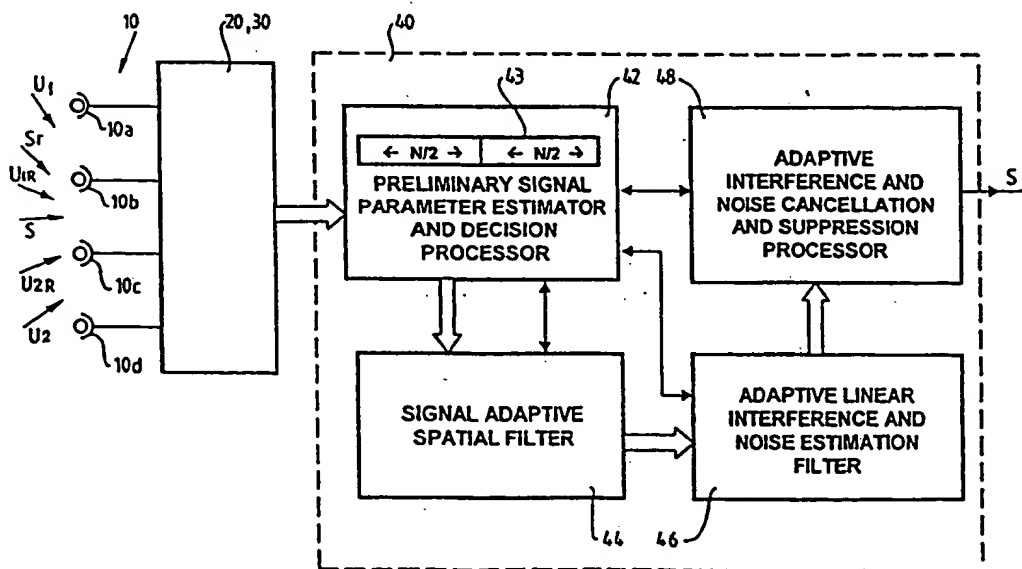 10
20,30
40
U1
10a
Sr
U1R
10b
S
U2R
10c
U2
10d
43
42
← N/2 →
← N/2 →
PRELIMINARY SIGNAL
PARAMETER ESTIMATOR
AND DECISION
PROCESSOR
48
ADAPTIVE
INTERFERENCE AND
NOISE CANCELLATION
AND SUPPRESSION
PROCESSOR
S
SIGNAL ADAPTIVE
SPATIAL FILTER
44
ADAPTIVE LINEAR
INTERFERENCE AND
NOISE ESTIMATION
FILTER
46